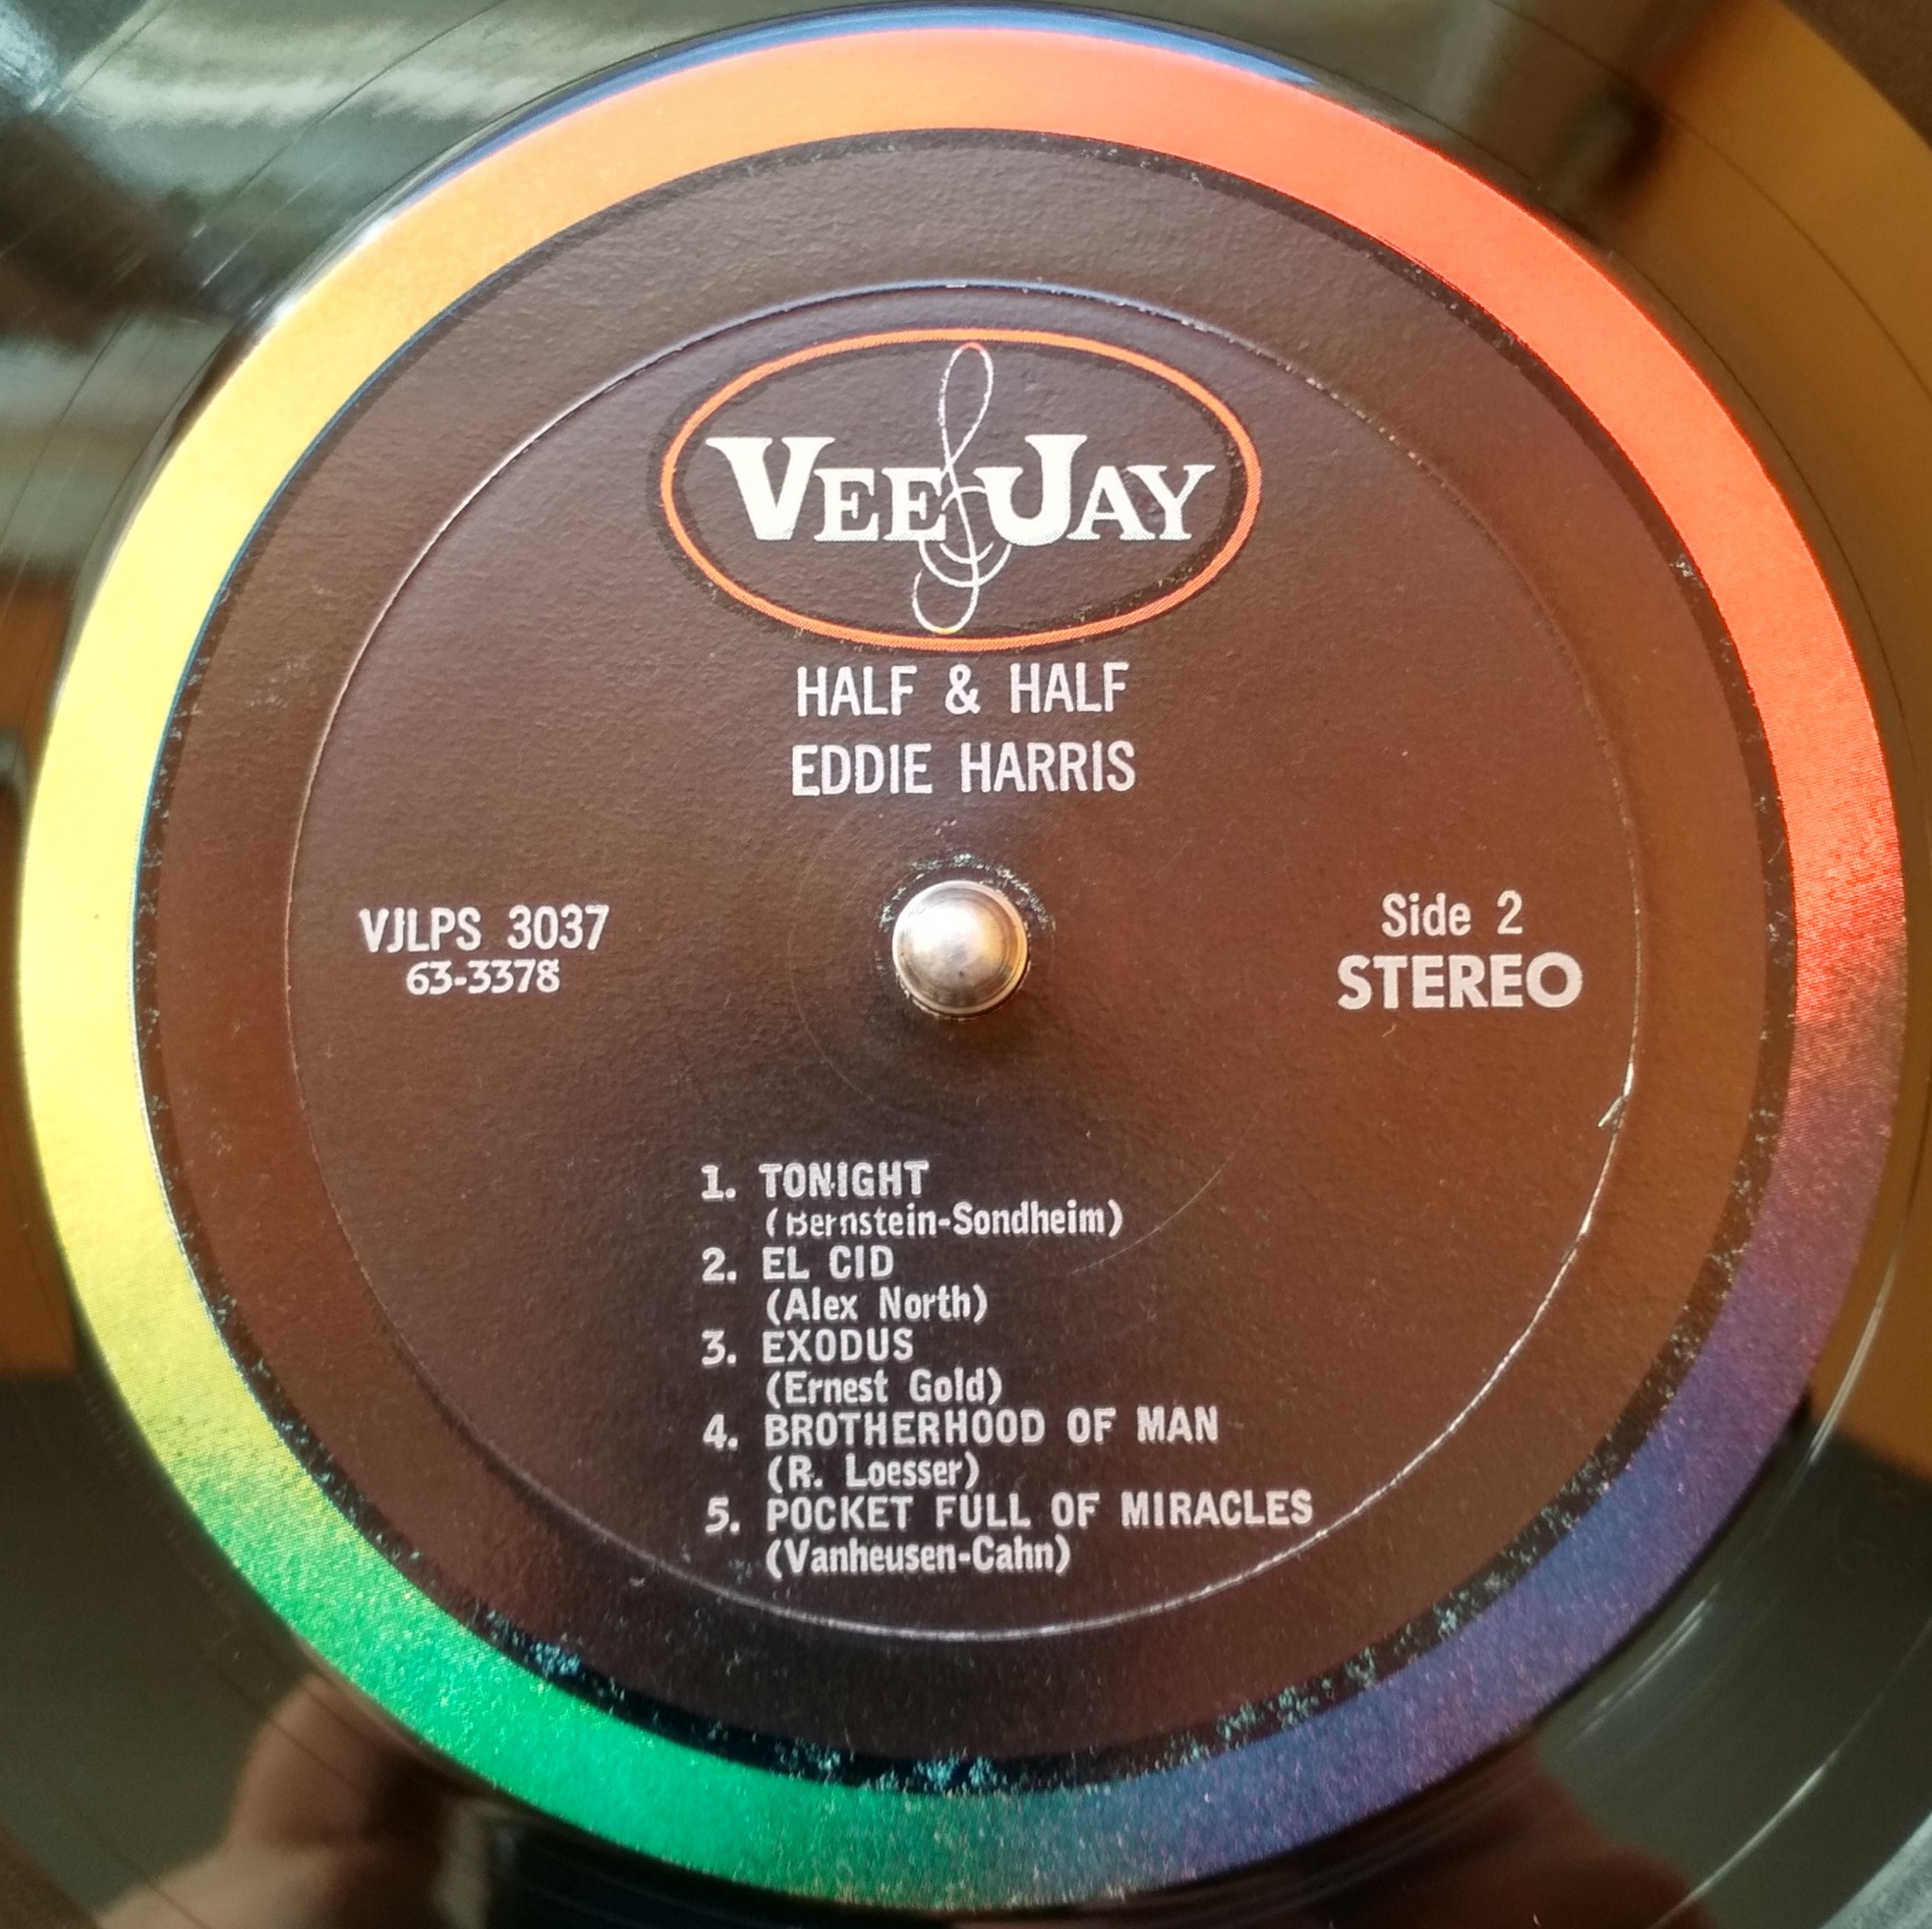 VEE JAY
HALF & HALF
EDDIE HARRIS
VJLPS 3037
63-3378
Side 2
STEREO
1. TONIGHT
(Bernstein-Sondheim)
2. EL CID
(Alex North)
3. EXODUS
(Ernest Gold)
4. BROTHERHOOD OF MAN
(R. Loesser)
5. POCKET FULL OF MIRACLES
(Vanheusen-Cahn)